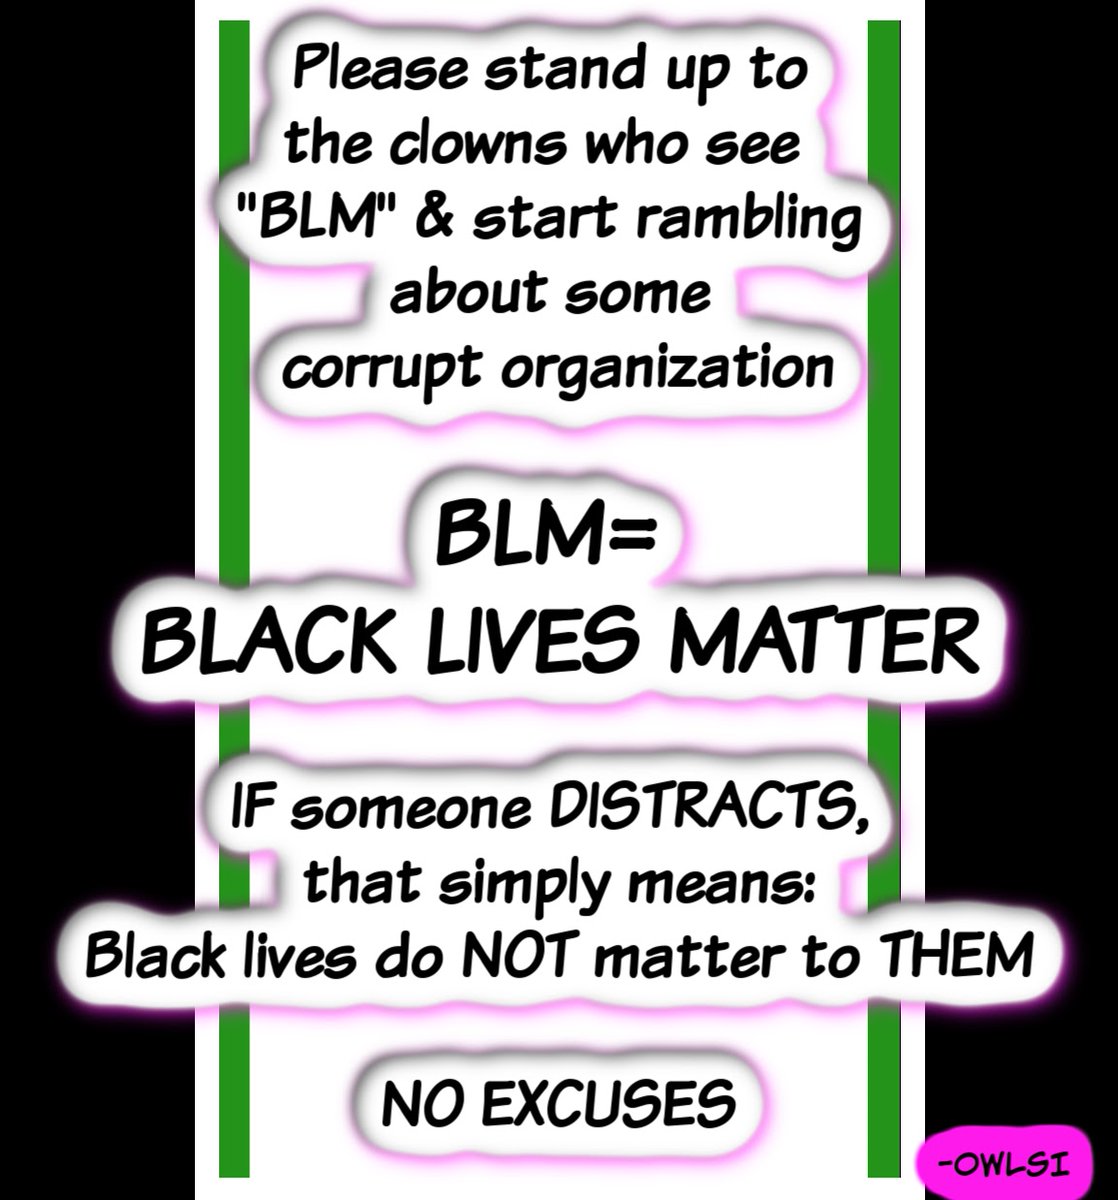 Please stand up to
the clowns who see
"BLM" & start rambling
about some
corrupt organization
BLM=
BLACK LIVES MATTER
IF someone DISTRACTS,
that simply means:
Black lives do NOT matter to THEM
NO EXCUSES
-OWLSI